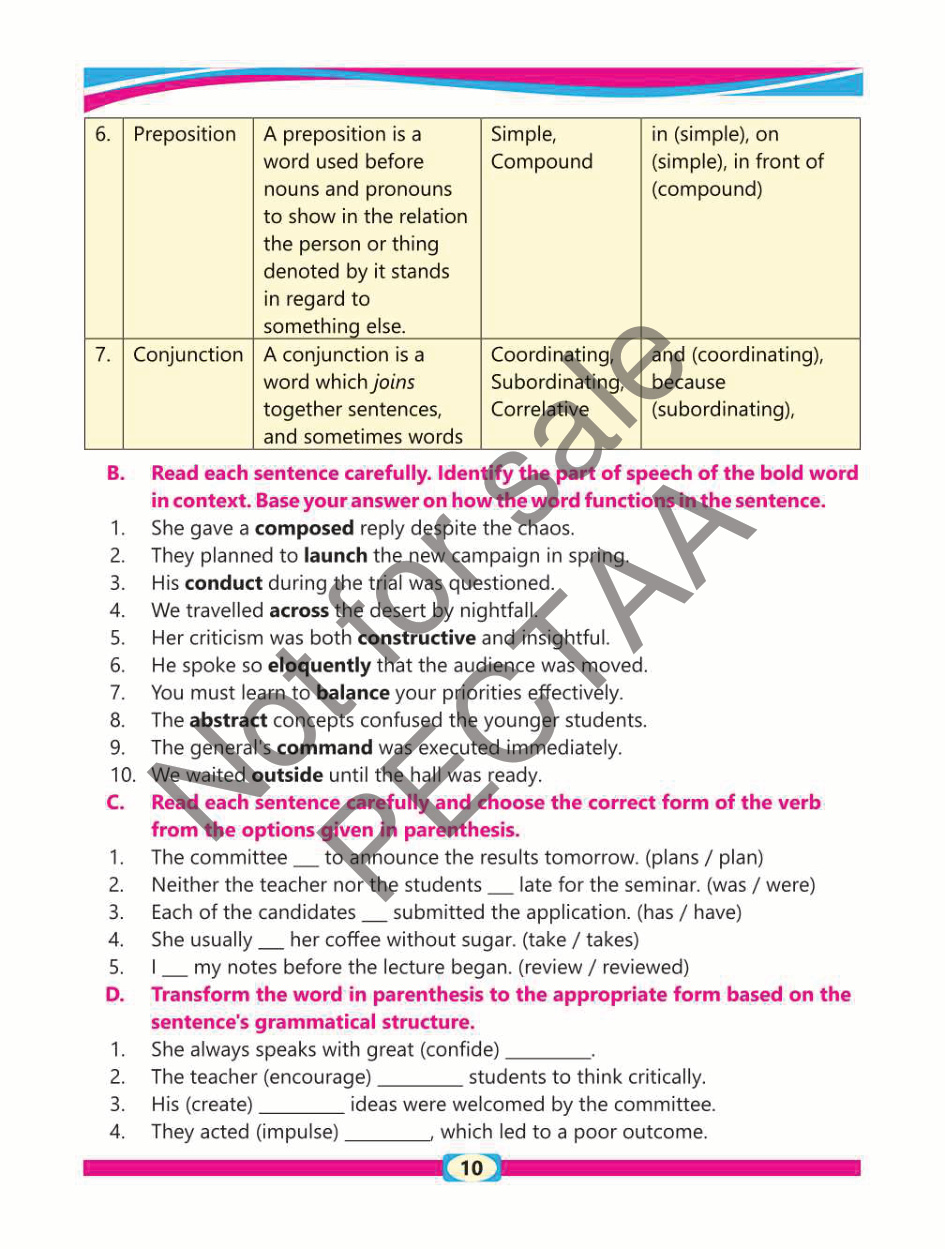 6. Preposition A preposition is a word used before nouns and pronouns to show in the relation the person or thing denoted by it stands in regard to something else. Simple, Compound in (simple), on (simple), in front of (compound)
7. Conjunction A conjunction is a word which joins together sentences, and sometimes words Coordinating, Subordinating, Correlative and (coordinating), because (subordinating),
B. Read each sentence carefully. Identify the part of speech of the bold word
in context. Base your answer on how the word functions in the sentence.
1. She gave a composed reply despite the chaos.
2. They planned to launch the new campaign in spring.
3. His conduct during the trial was questioned.
4. We travelled across the desert by nightfall.
5. Her criticism was both constructive and insightful.
6. He spoke so eloquently that the audience was moved.
7. You must learn to balance your priorities effectively.
8. The abstract concepts confused the younger students.
9. The general's command was executed immediately.
10. We waited outside until the hall was ready.
C. Read each sentence carefully and choose the correct form of the verb
from the options given in parenthesis.
1. The committee ___ to announce the results tomorrow. (plans / plan)
2. Neither the teacher nor the students ___ late for the seminar. (was / were)
3. Each of the candidates ___ submitted the application. (has / have)
4. She usually ___ her coffee without sugar. (take / takes)
5. I ___ my notes before the lecture began. (review / reviewed)
D. Transform the word in parenthesis to the appropriate form based on the
sentence's grammatical structure.
1. She always speaks with great (confide) _________.
2. The teacher (encourage) _________ students to think critically.
3. His (create) _________ ideas were welcomed by the committee.
4. They acted (impulse) _________, which led to a poor outcome.
10
Not for sale
PECTAA